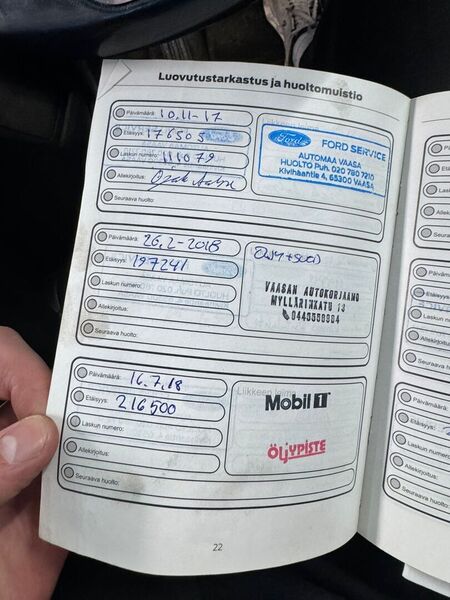 Luovutustarkastus ja huoltomuistio
Päivämäärä: 10.11-17
Etäisyys: 176505
Laskun numero: 111079
Allekirjoitus:
Seuraava huolto:
Ford
FORD SERVICE
AUTOMAA VAASA
HUOLTO Puh. 020 780 7210
Kivihaantie 4, 65300 VAASA
Päivämäärä: 26.2-2018
Etäisyys: 197241
Laskun numero:
Allekirjoitus:
Seuraava huolto:
VAASAN AUTOKORJAAMO
MYLLÄRINKATU 13
0445558884
Päivämäärä: 16.7.18
Etäisyys: 216500
Laskun numero:
Allekirjoitus:
Seuraava huolto:
Liikkeen leima
Mobil 1
ÖLJYPISTE
22